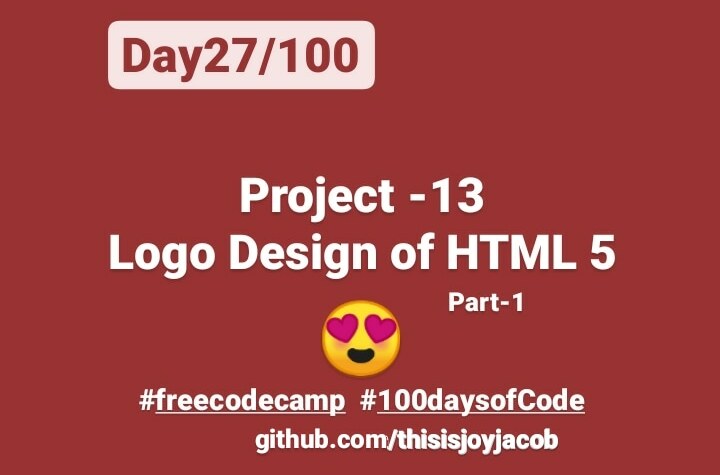 Day27/100
Project -13
Logo Design of HTML 5
Part-1
#freecodecamp #100daysofCode
github.com/thisisjoyjacob